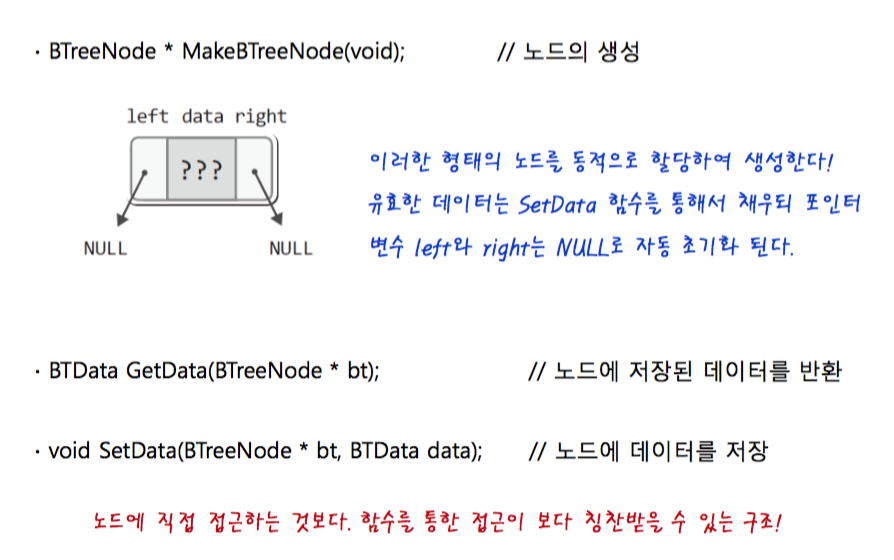 · BTreeNode * MakeBTreeNode(void); // 노드의 생성
left data right
???
NULL NULL
이러한 형태의 노드를 동적으로 할당하여 생성한다!
유효한 데이터는 SetData 함수를 통해서 채우되 포인터
변수 left와 right는 NULL로 자동 초기화 된다.
· BTData GetData(BTreeNode * bt); // 노드에 저장된 데이터를 반환
· void SetData(BTreeNode * bt, BTData data); // 노드에 데이터를 저장
노드에 직접 접근하는 것보다. 함수를 통한 접근이 보다 칭찬받을 수 있는 구조!